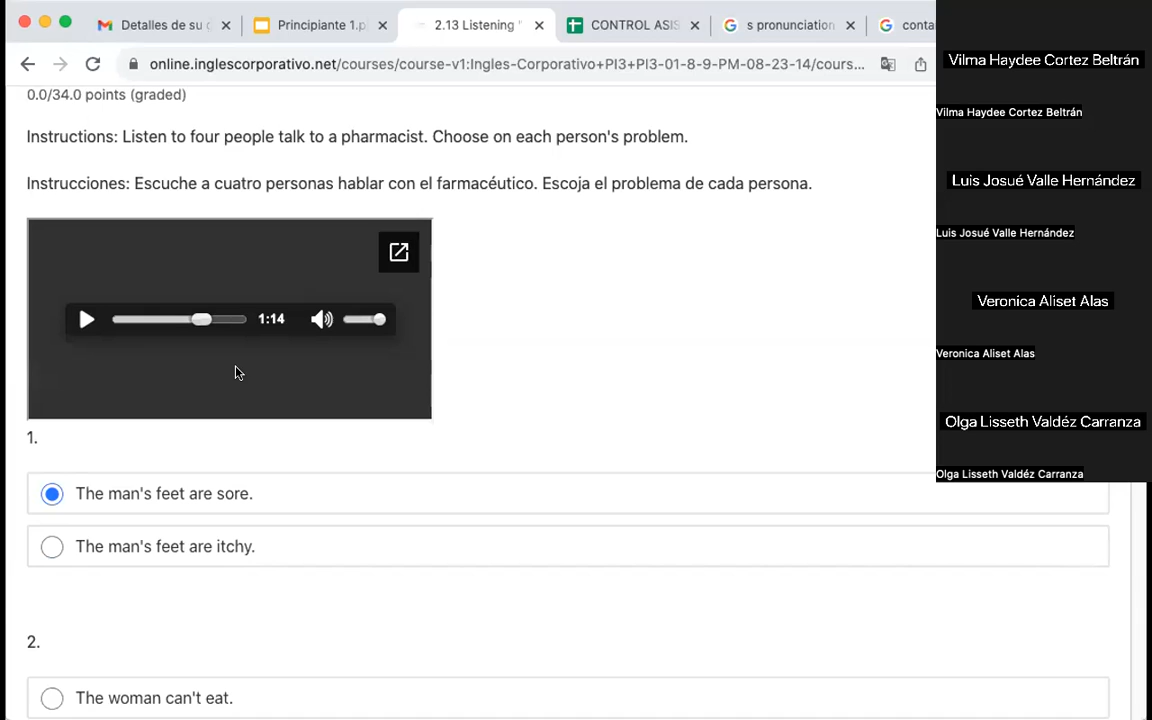 Detalles de su
Principiante 1.p
2.13 Listening "
CONTROL ASIS
s pronunciation
conta
online.inglescorporativo.net/courses/course-v1:Ingles-Corporativo+PI3+PI3-01-8-9-PM-08-23-14/cours...
0.0/34.0 points (graded)
Instructions: Listen to four people talk to a pharmacist. Choose on each person's problem.
Instrucciones: Escuche a cuatro personas hablar con el farmacéutico. Escoja el problema de cada persona.
1:14
1.
The man's feet are sore.
The man's feet are itchy.
2.
The woman can't eat.
Vilma Haydee Cortez Beltrán
Vilma Haydee Cortez Beltrán
Luis Josué Valle Hernández
Luis Josué Valle Hernández
Veronica Aliset Alas
Veronica Aliset Alas
Olga Lisseth Valdéz Carranza
Olga Lisseth Valdéz Carranza